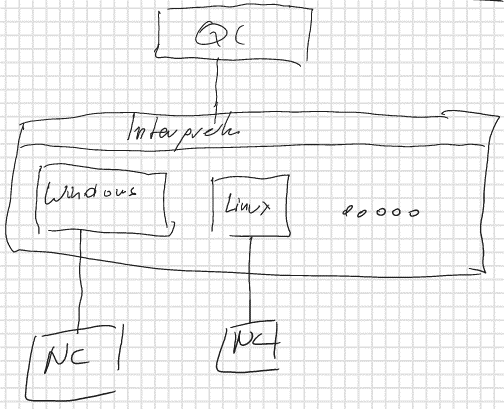 QC
Interpreter
Windows
Linux
NC
NC